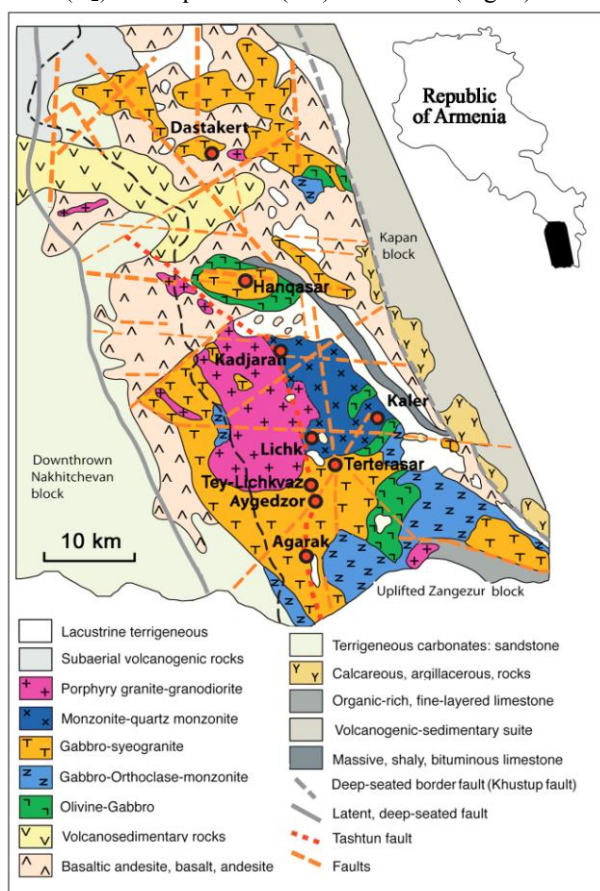 Republic
of Armenia
Dastakert
Kapan
block
Hanqasar
Kadjaran
Kaler
Lichk
Downthrown
Nakhitchevan
block
Terterasar
Tey-Lichkvaz
Aygedzor
10 km
Agarak
Uplifted Zangezur block
Lacustrine terrigeneous
Subaerial volcanogenic rocks
Porphyry granite-granodiorite
Monzonite-quartz monzonite
Gabbro-syeogranite
Gabbro-Orthoclase-monzonite
Olivine-Gabbro
Volcanosedimentary rocks
Basaltic andesite, basalt, andesite
Terrigeneous carbonates: sandstone
Calcareous, argillacerous, rocks
Organic-rich, fine-layered limestone
Volcanogenic-sedimentary suite
Massive, shaly, bituminous limestone
Deep-seated border fault (Khustup fault)
Latent, deep-seated fault
Tashtun fault
Faults